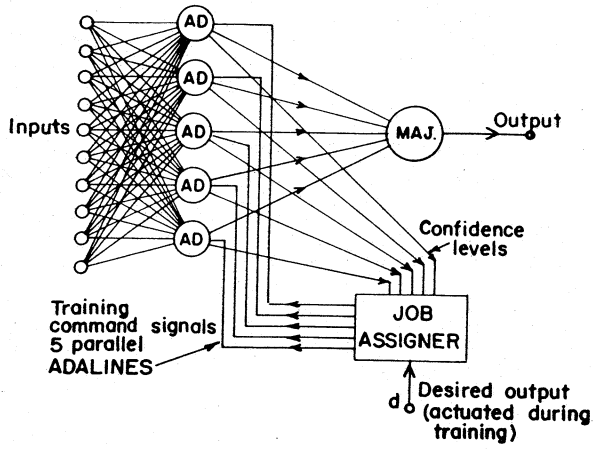 AD
AD
AD
AD
AD
Inputs
MAJ.
Output
Confidence
levels
Training
command signals
5 parallel
ADALINES
JOB
ASSIGNER
d
Desired output
(actuated during
training)